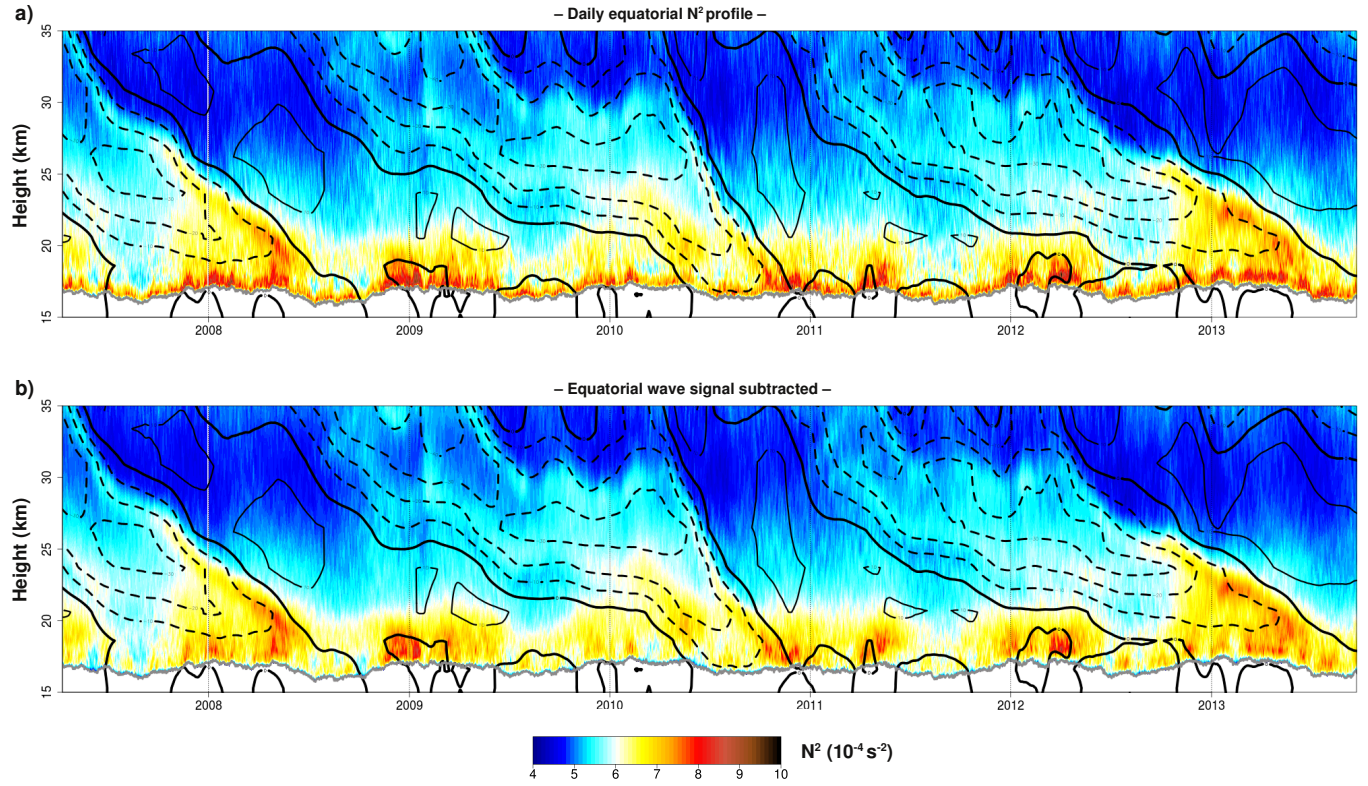 a)
– Daily equatorial N² profile –
Height (km)
35
30
25
20
15
2008
2009
2010
2011
2012
2013
b)
– Equatorial wave signal subtracted –
Height (km)
35
30
25
20
15
2008
2009
2010
2011
2012
2013
4 5 6 7 8 9 10
N² (10⁻⁴ s⁻²)